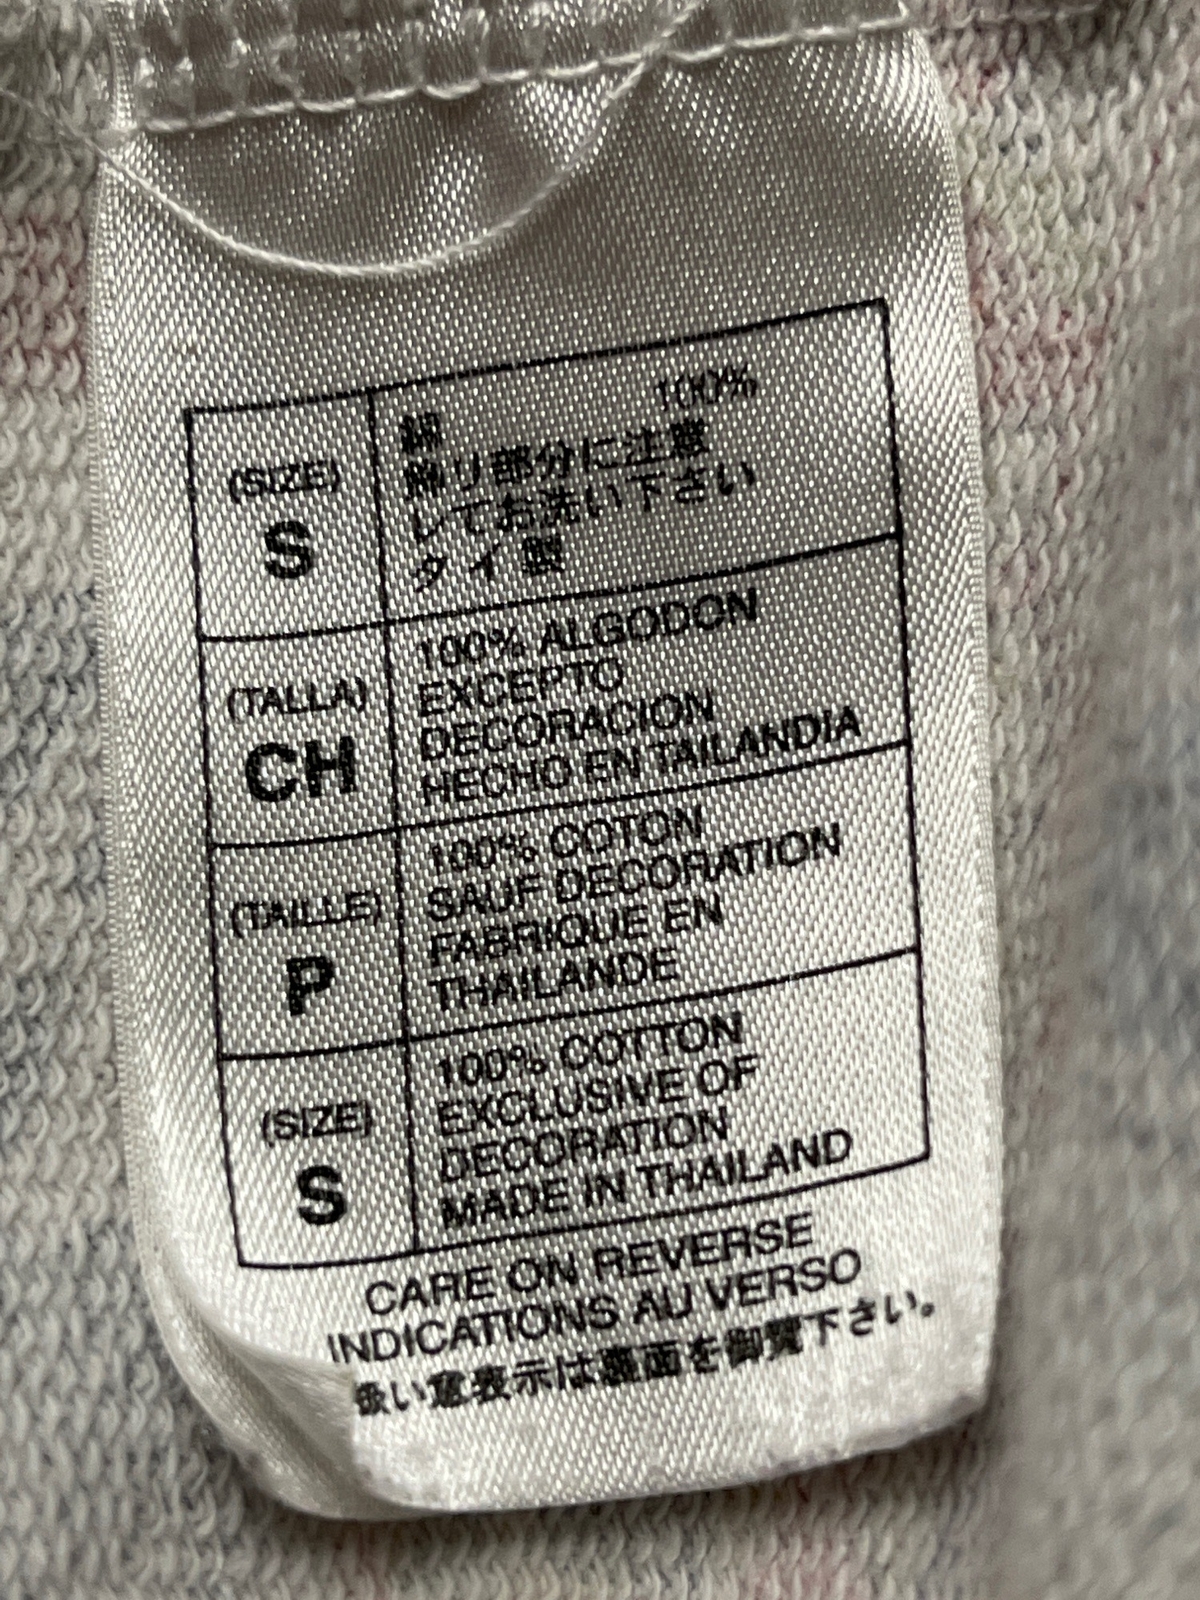 (SIZE)
S
綿 100%
飾り部分に注意
してお洗い下さい
タイ製
(TALLA)
CH
100% ALGODON
EXCEPTO
DECORACION
HECHO EN TAILANDIA
(TAILLE)
P
100% COTON
SAUF DECORATION
FABRIQUE EN
THAILANDE
(SIZE)
S
100% COTTON
EXCLUSIVE OF
DECORATION
MADE IN THAILAND
CARE ON REVERSE
INDICATIONS AU VERSO
扱い意表示は裏面を御覧下さい。